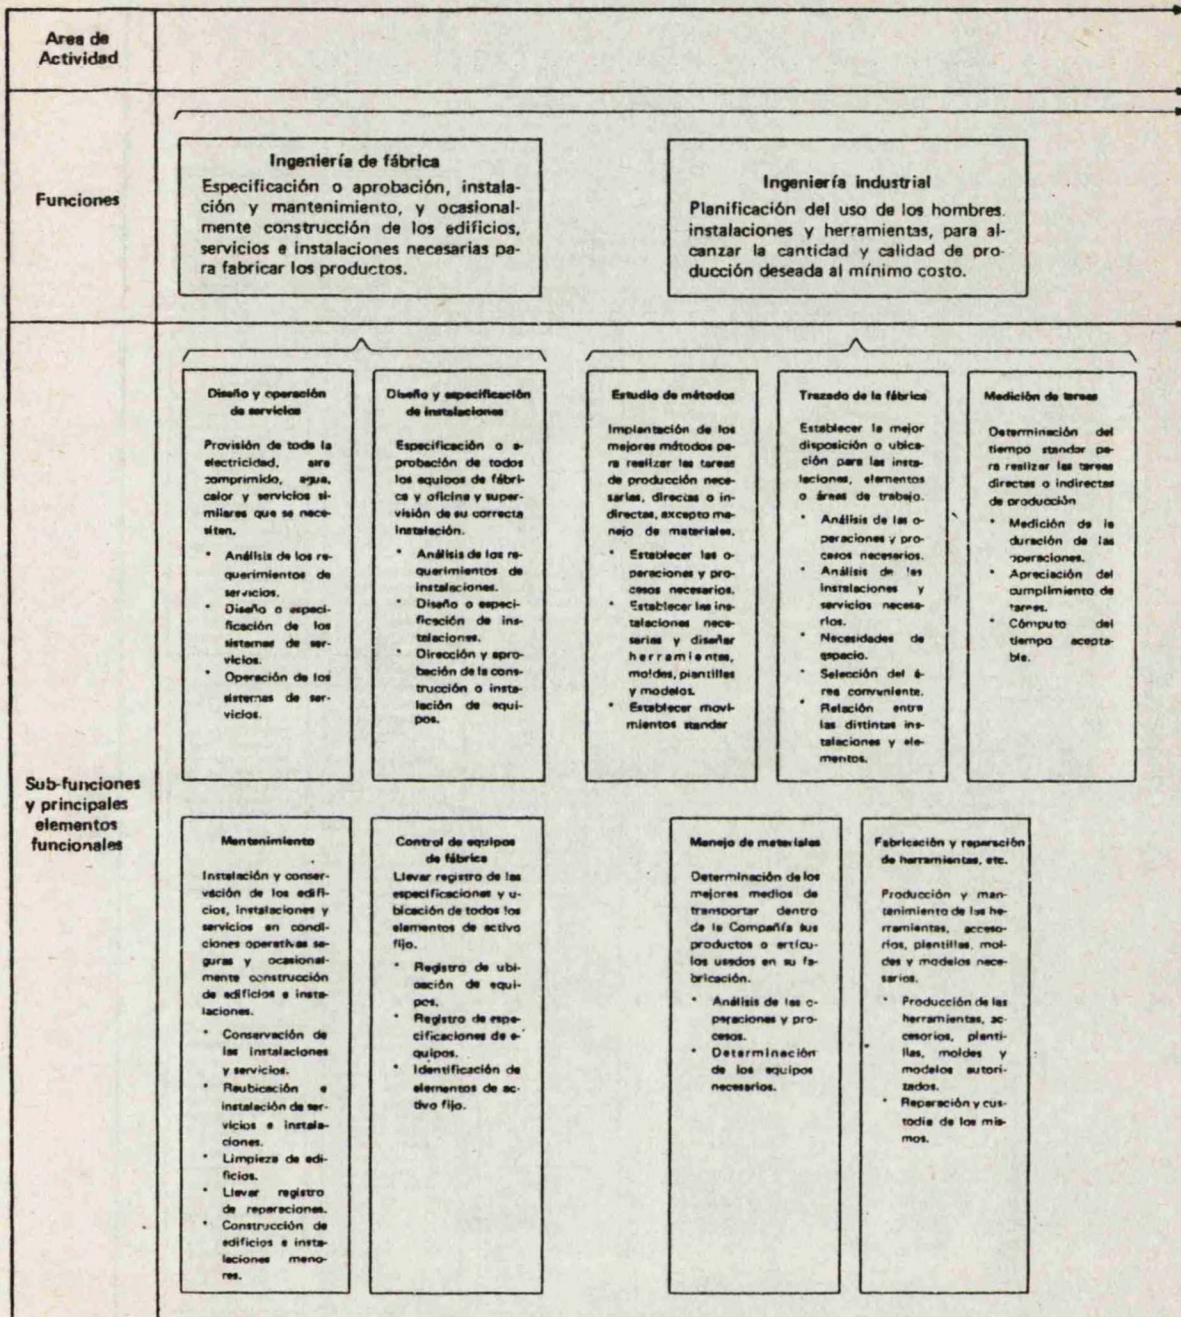 Area de
Actividad
Funciones
Ingeniería de fábrica
Especificación o aprobación, instala-
ción y mantenimiento, y ocasional-
mente construcción de los edificios,
servicios e instalaciones necesarias pa-
ra fabricar los productos.
Ingeniería industrial
Planificación del uso de los hombres,
instalaciones y herramientas, para al-
canzar la cantidad y calidad de pro-
ducción deseada al mínimo costo.
Sub-funciones
y principales
elementos
funcionales
Diseño y operación
de servicios
Provisión de toda la
electricidad, aire
comprimido, agua,
calor y servicios si-
milares que se nece-
siten.
* Análisis de los re-
querimientos de
servicios.
* Diseño o especi-
ficación de los
sistemas de ser-
vicios.
* Operación de los
sistemas de ser-
vicios.
Diseño y especificación
de instalaciones
Especificación o a-
probación de todos
los equipos de fábri-
ca y oficina y super-
visión de su correcta
instalación.
* Análisis de los re-
querimientos de
instalaciones.
* Diseño o especi-
ficación de ins-
talaciones.
* Dirección y apro-
bación de la cons-
trucción o insta-
lación de equi-
pos.
Estudio de métodos
Implantación de los
mejores métodos pa-
ra realizar las tareas
de producción nece-
sarias, directas o in-
directas, excepto ma-
nejo de materiales.
* Establecer las o-
peraciones y pro-
cesos necesarios.
* Establecer las ins-
talaciones nece-
sarias y diseñar
herramientas,
moldes, plantillas
y modelos.
* Establecer movi-
mientos standar
Trazado de la fábrica
Establecer la mejor
disposición o ubica-
ción para las insta-
laciones, elementos
o áreas de trabajo.
* Análisis de las o-
peraciones y pro-
cesos necesarios.
* Análisis de las
instalaciones y
servicios necesa-
rios.
* Necesidades de
espacio.
* Selección del á-
rea conveniente.
* Relación entre
las distintas ins-
talaciones y ele-
mentos.
Medición de tareas
Determinación del
tiempo standar pa-
ra realizar las tareas
directas o indirectas
de producción
* Medición de la
duración de las
operaciones.
* Apreciación del
cumplimiento de
tareas.
* Cómputo del
tiempo acepta-
ble.
Mantenimiento
Instalación y conser-
vación de los edifi-
cios, instalaciones y
servicios en condi-
ciones operativas se-
guras y ocasional-
mente construcción
de edificios e insta-
laciones.
* Conservación de
las instalaciones
y servicios.
* Reubicación e
instalación de ser-
vicios e instala-
ciones.
* Limpieza de edi-
ficios.
* Llevar registro
de reparaciones.
* Construcción de
edificios e insta-
laciones meno-
res.
Control de equipos
de fábrica
Llevar registro de las
especificaciones y u-
bicación de todos los
elementos de activo
fijo.
* Registro de ubi-
cación de equi-
pos.
* Registro de espe-
cificaciones de e-
quipos.
* Identificación de
elementos de ac-
tivo fijo.
Manejo de materiales
Determinación de los
mejores medios de
transportar dentro
de la Compañía sus
productos o artícu-
los usados en su fa-
bricación.
* Análisis de las o-
peraciones y pro-
cesos.
* Determinación
de los equipos
necesarios.
Fabricación y reparación
de herramientas, etc.
Producción y man-
tenimiento de las he-
rramientas, acceso-
rios, plantillas, mol-
des y modelos nece-
sarios.
* Producción de las
herramientas, ac-
cesorios, planti-
llas, moldes y
modelos autori-
zados.
* Reparación y cus-
todia de los mis-
mos.